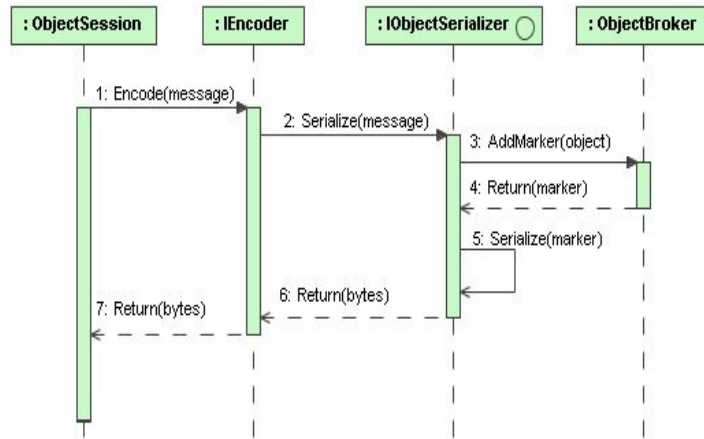 : ObjectSession
: IEncoder
: IObjectSerializer
: ObjectBroker
1: Encode(message)
2: Serialize(message)
3: AddMarker(object)
4: Return(marker)
5: Serialize(marker)
6: Return(bytes)
7: Return(bytes)